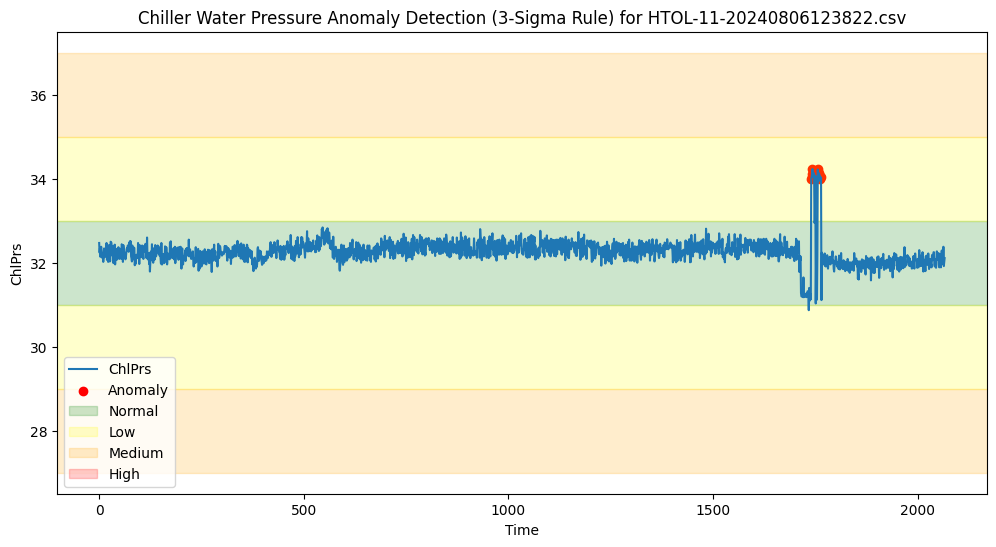 Chiller Water Pressure Anomaly Detection (3-Sigma Rule) for HTOL-11-20240806123822.csv
ChlPrs
36
34
32
30
28
ChlPrs
Anomaly
Normal
Low
Medium
High
0
500
1000
1500
2000
Time